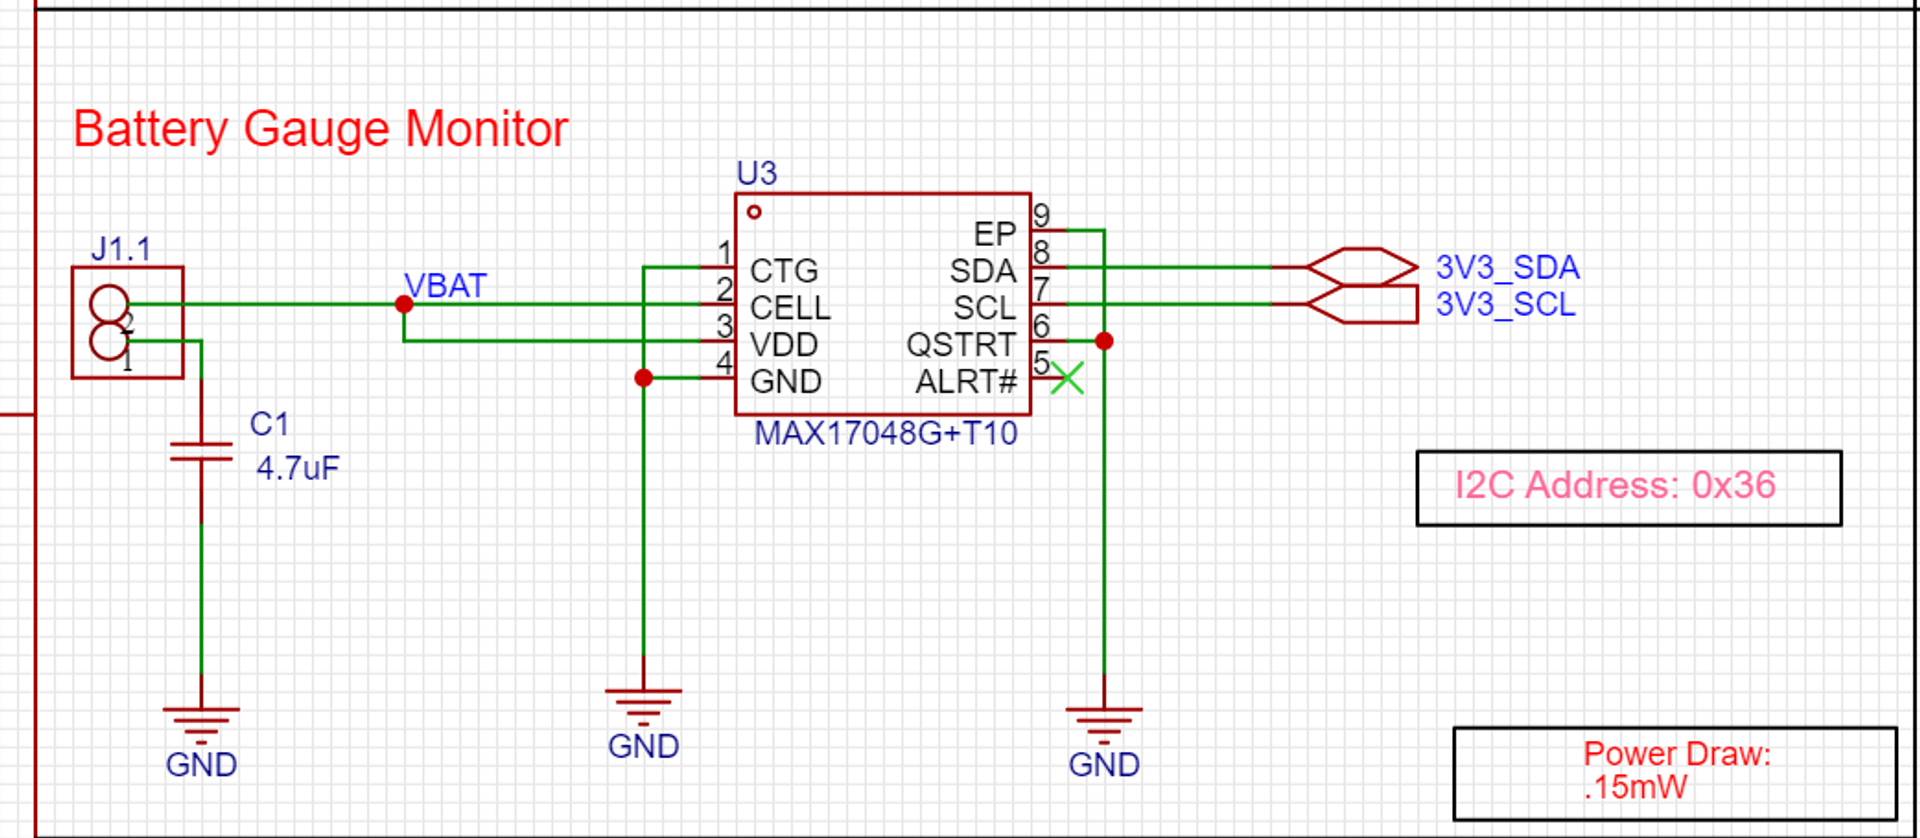 Battery Gauge Monitor
U3
J1.1
2
1
VBAT
1 CTG
2 CELL
3 VDD
4 GND
EP 9
SDA 8
SCL 7
QSTRT 6
ALRT# 5
MAX17048G+T10
3V3_SDA
3V3_SCL
C1
4.7uF
I2C Address: 0x36
GND
GND
GND
Power Draw:
.15mW